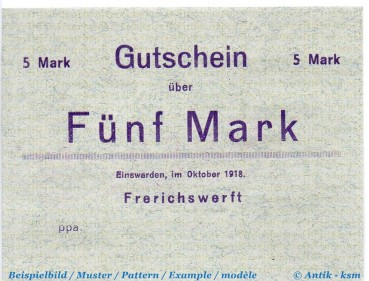 5 Mark Gutschein 5 Mark
über
Fünf Mark
Einswarden, im Oktober 1918.
Frerichswerft
ppa.
Beispielbild / Muster / Pattern / Example / modèle © Antik - ksm